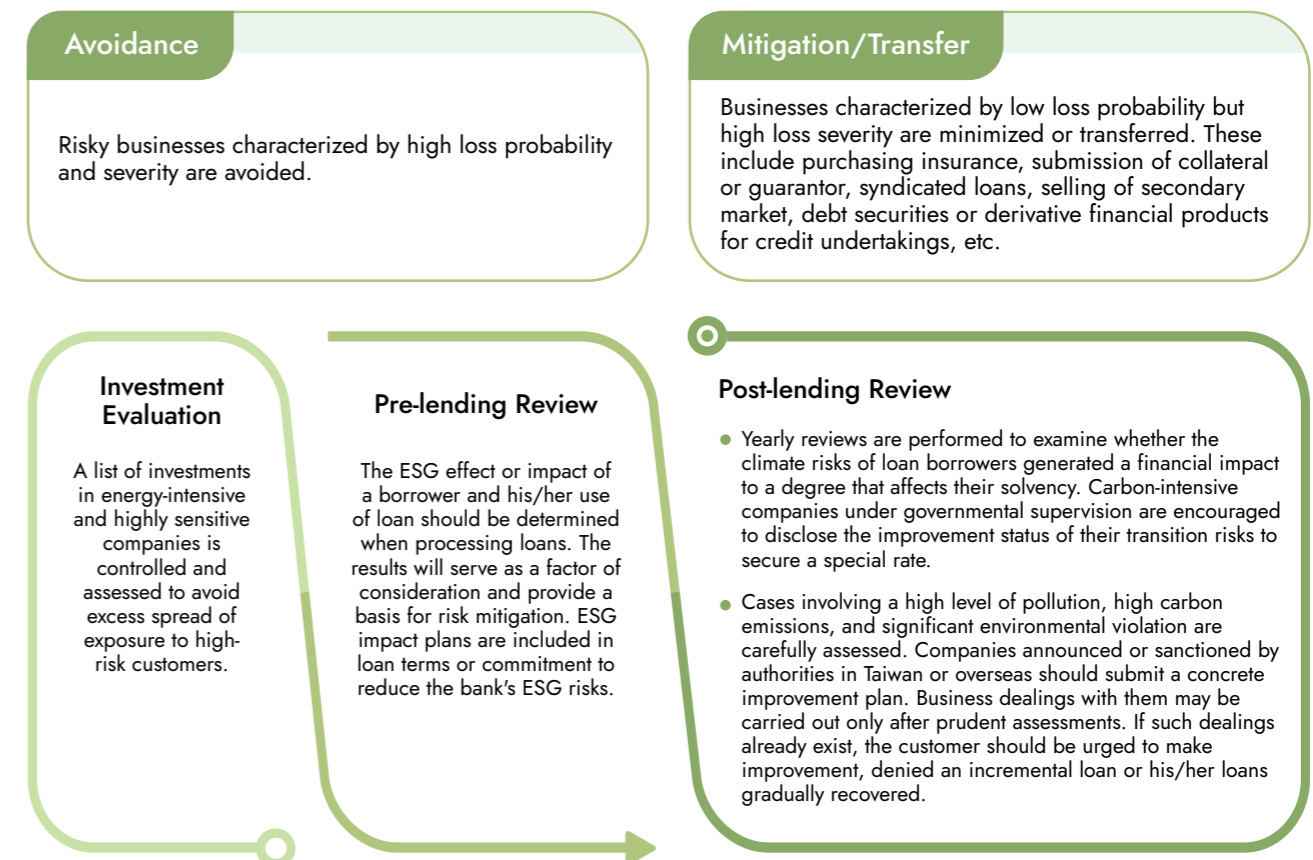 Avoidance
Risky businesses characterized by high loss probability
and severity are avoided.
Mitigation/Transfer
Businesses characterized by low loss probability but
high loss severity are minimized or transferred. These
include purchasing insurance, submission of collateral
or guarantor, syndicated loans, selling of secondary
market, debt securities or derivative financial products
for credit undertakings, etc.
Investment
Evaluation
A list of investments
in energy-intensive
and highly sensitive
companies is
controlled and
assessed to avoid
excess spread of
exposure to high-
risk customers.
Pre-lending Review
The ESG effect or impact of
a borrower and his/her use
of loan should be determined
when processing loans. The
results will serve as a factor of
consideration and provide a
basis for risk mitigation. ESG
impact plans are included in
loan terms or commitment to
reduce the bank's ESG risks.
Post-lending Review
Yearly reviews are performed to examine whether the
climate risks of loan borrowers generated a financial impact
to a degree that affects their solvency. Carbon-intensive
companies under governmental supervision are encouraged
to disclose the improvement status of their transition risks to
secure a special rate.
Cases involving a high level of pollution, high carbon
emissions, and significant environmental violation are
carefully assessed. Companies announced or sanctioned by
authorities in Taiwan or overseas should submit a concrete
improvement plan. Business dealings with them may be
carried out only after prudent assessments. If such dealings
already exist, the customer should be urged to make
improvement, denied an incremental loan or his/her loans
gradually recovered.